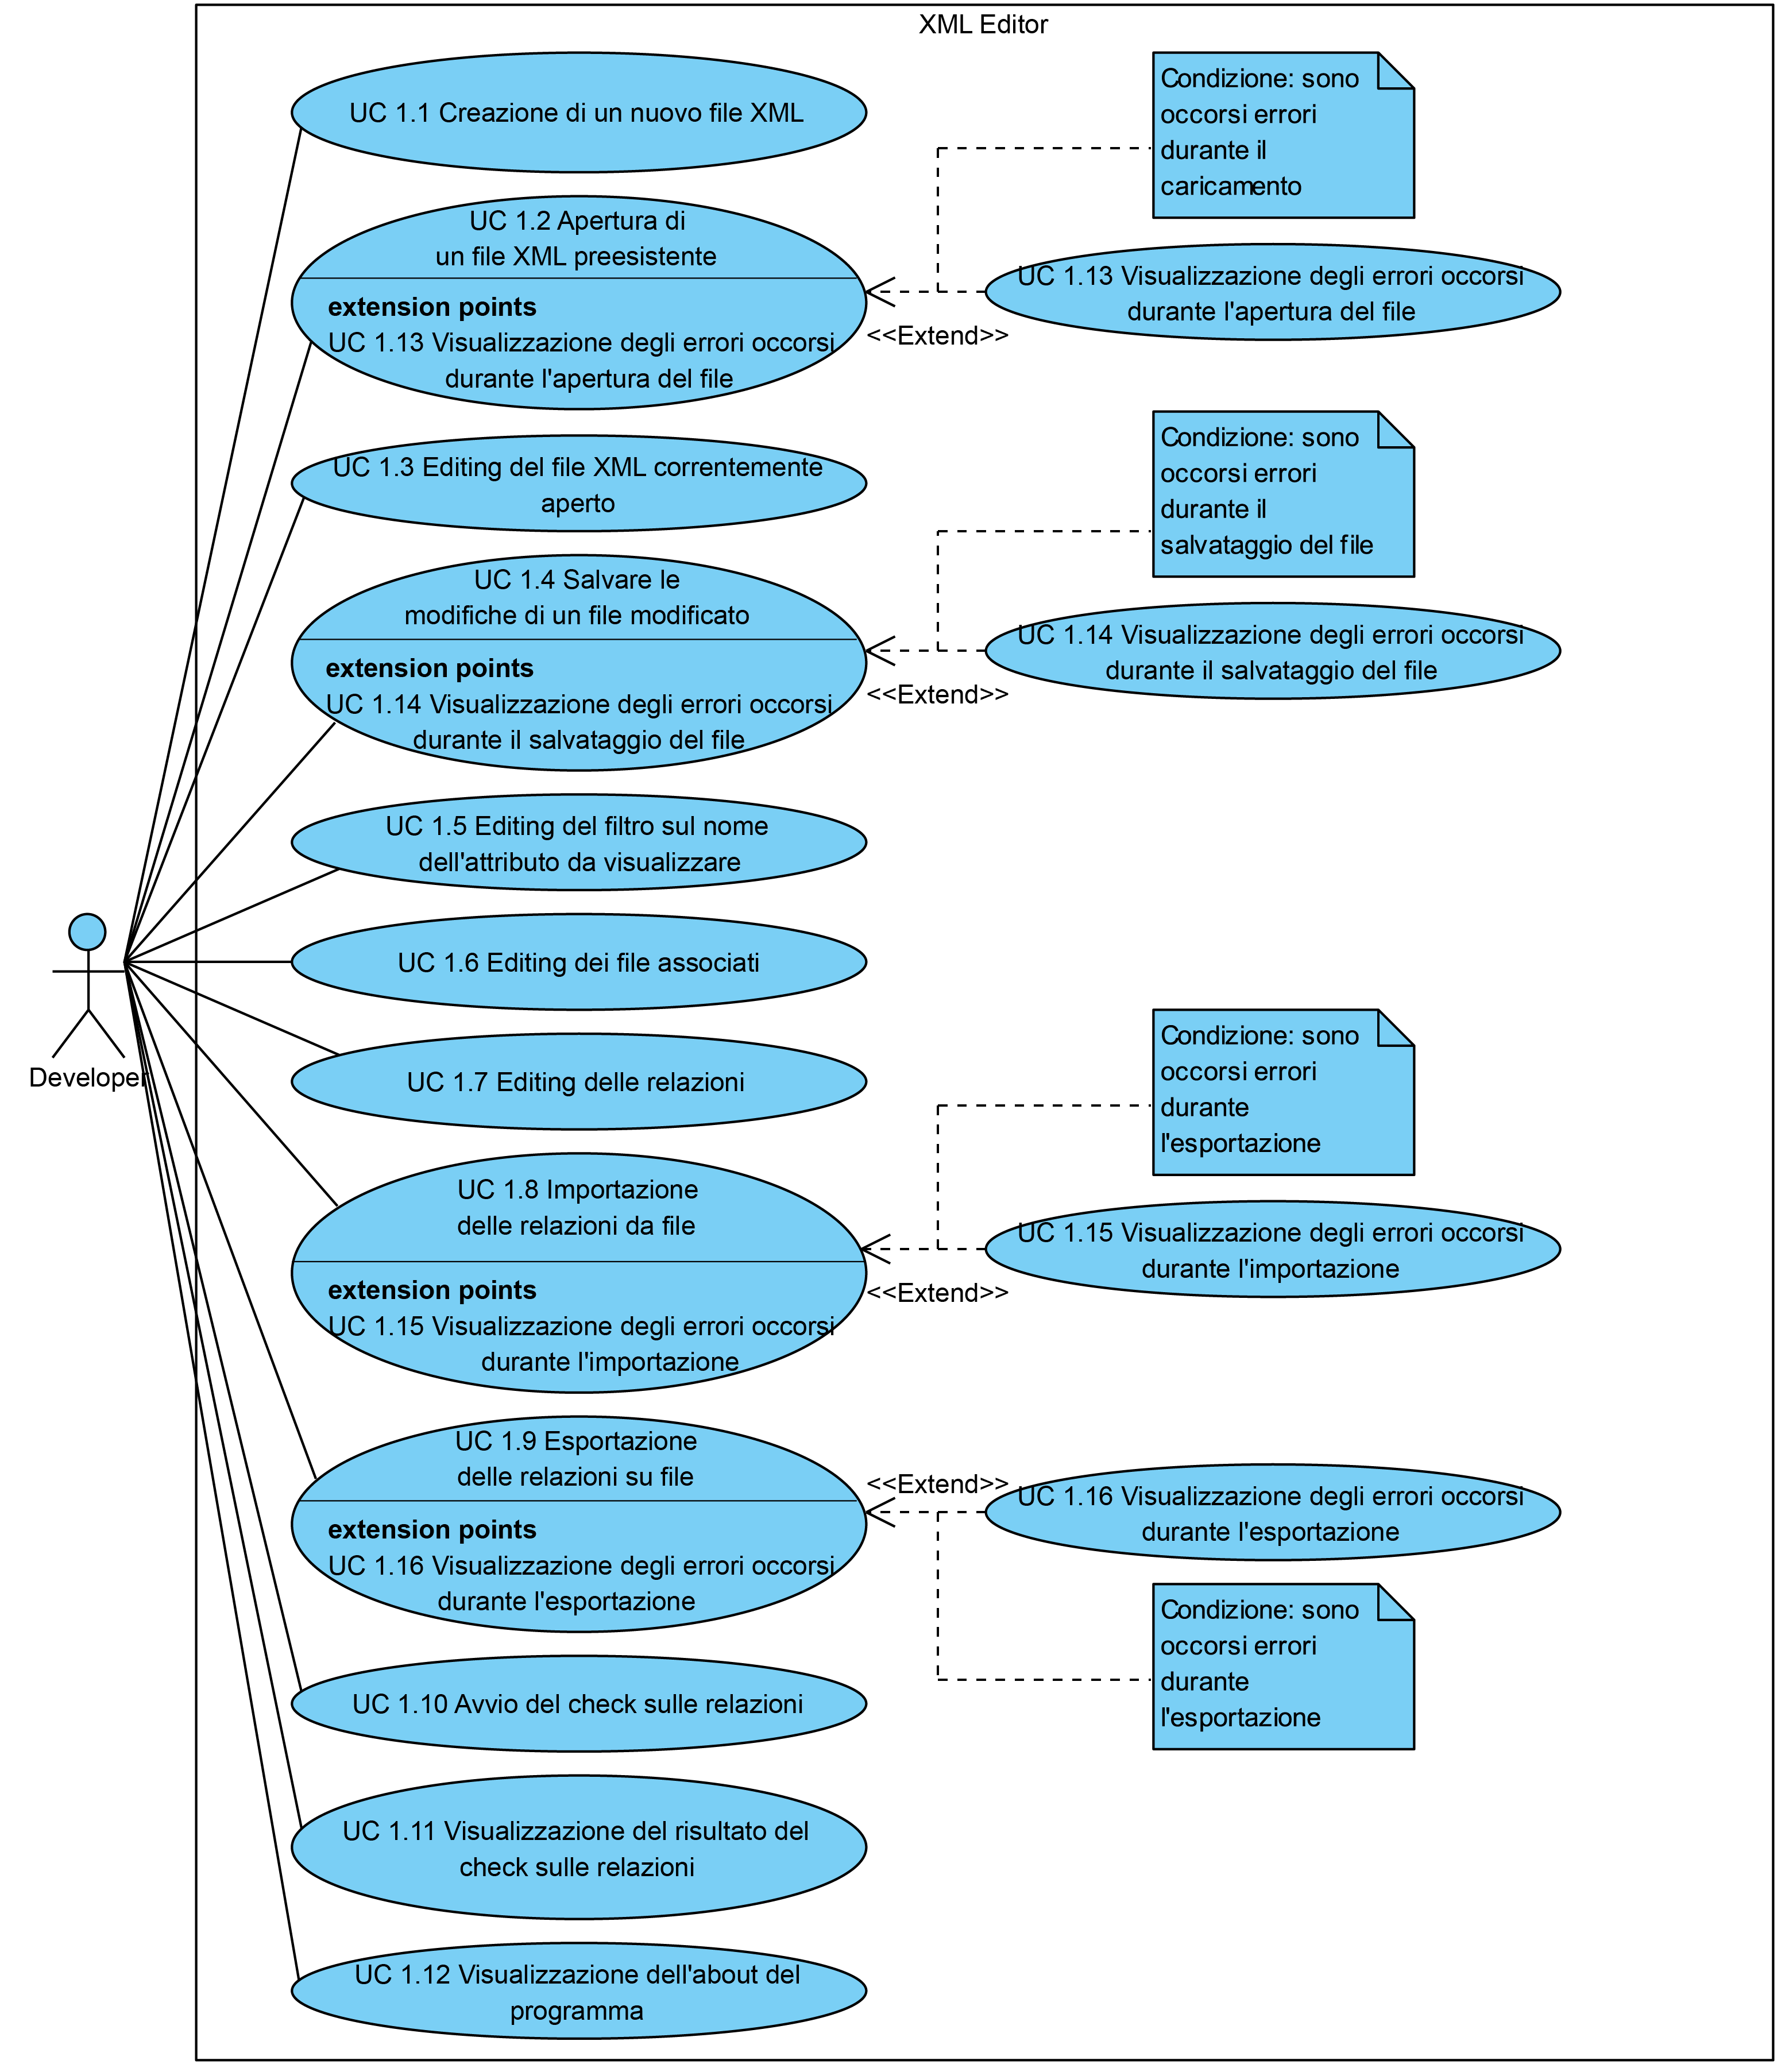 XML Editor
UC 1.1 Creazione di un nuovo file XML
Condizione: sono
occorsi errori
durante il
caricamento
UC 1.2 Apertura di
un file XML preesistente
extension points
UC 1.13 Visualizzazione degli errori occorsi
durante l'apertura del file
<<Extend>>
UC 1.13 Visualizzazione degli errori occorsi
durante l'apertura del file
UC 1.3 Editing del file XML correntemente
aperto
Condizione: sono
occorsi errori
durante il
salvataggio del file
UC 1.4 Salvare le
modifiche di un file modificato
extension points
UC 1.14 Visualizzazione degli errori occorsi
durante il salvataggio del file
<<Extend>>
UC 1.14 Visualizzazione degli errori occorsi
durante il salvataggio del file
UC 1.5 Editing del filtro sul nome
dell'attributo da visualizzare
UC 1.6 Editing dei file associati
Developer
UC 1.7 Editing delle relazioni
Condizione: sono
occorsi errori
durante
l'esportazione
UC 1.8 Importazione
delle relazioni da file
extension points
UC 1.15 Visualizzazione degli errori occorsi
durante l'importazione
<<Extend>>
UC 1.15 Visualizzazione degli errori occorsi
durante l'importazione
UC 1.9 Esportazione
delle relazioni su file
extension points
UC 1.16 Visualizzazione degli errori occorsi
durante l'esportazione
<<Extend>>
UC 1.16 Visualizzazione degli errori occorsi
durante l'esportazione
Condizione: sono
occorsi errori
durante
l'esportazione
UC 1.10 Avvio del check sulle relazioni
UC 1.11 Visualizzazione del risultato del
check sulle relazioni
UC 1.12 Visualizzazione dell'about del
programma